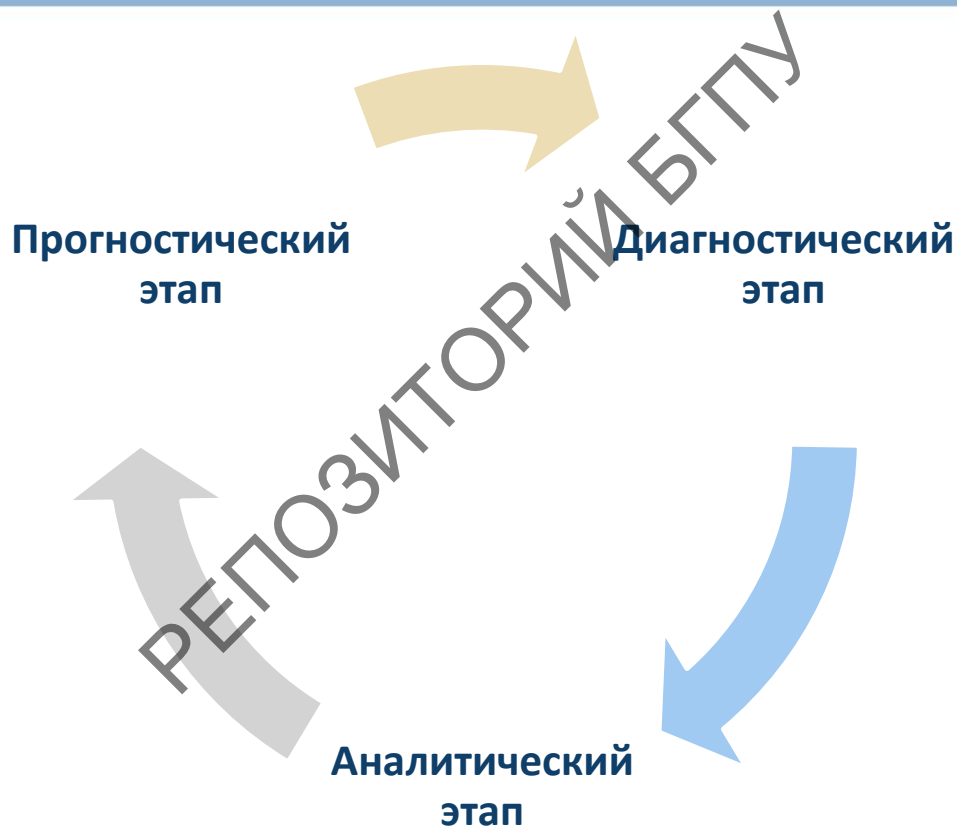 Прогностический
этап
Диагностический
этап
РЕПОЗИТОРИЙ БГПУ
Аналитический
этап